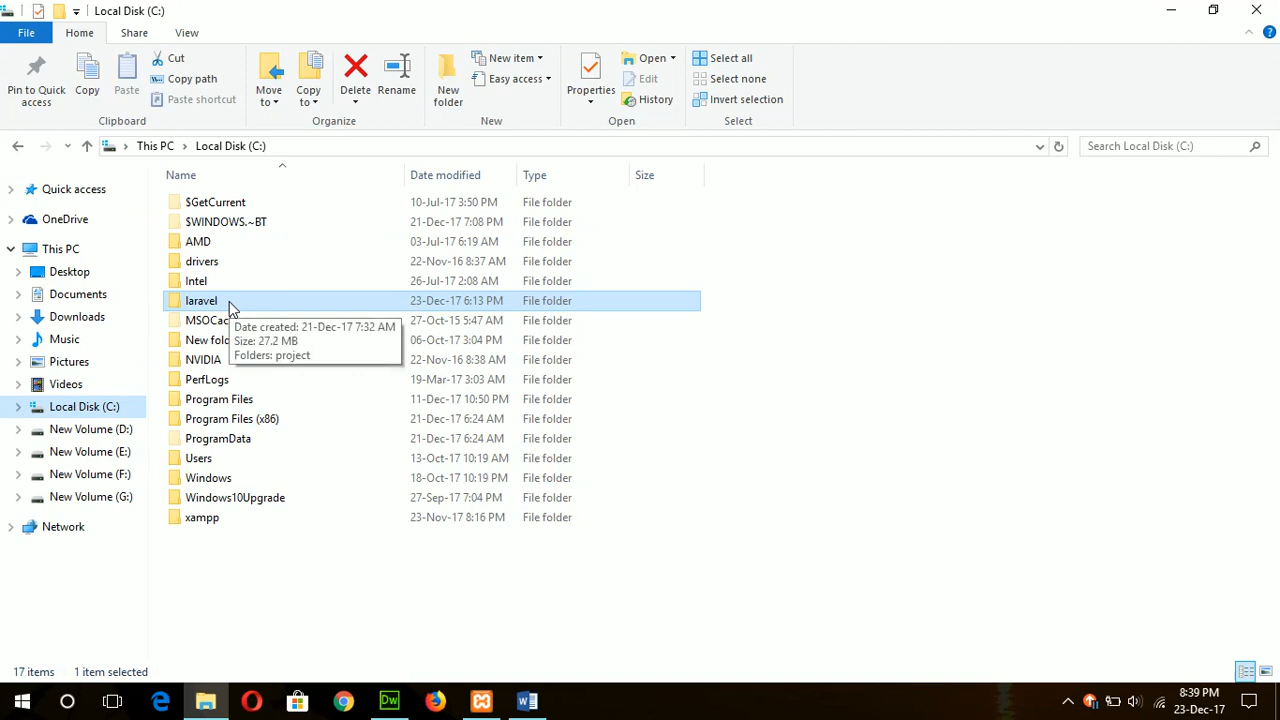 Local Disk (C:)
File Home Share View
Pin to Quick access
Copy
Paste
Cut
Copy path
Paste shortcut
Clipboard
Move to
Copy to
Delete
Rename
Organize
New folder
New item
Easy access
New
Properties
Open
Edit
History
Open
Select all
Select none
Invert selection
Select
This PC Local Disk (C:)
Search Local Disk (C:)
Quick access
OneDrive
This PC
Desktop
Documents
Downloads
Music
Pictures
Videos
Local Disk (C:)
New Volume (D:)
New Volume (E:)
New Volume (F:)
New Volume (G:)
Network
Name Date modified Type Size
$GetCurrent 10-Jul-17 3:50 PM File folder
$WINDOWS.~BT 21-Dec-17 7:08 PM File folder
AMD 03-Jul-17 6:19 AM File folder
drivers 22-Nov-16 8:37 AM File folder
Intel 26-Jul-17 2:08 AM File folder
laravel 23-Dec-17 6:13 PM File folder
MSOCac 27-Oct-15 5:47 AM File folder
New fol 06-Oct-17 3:04 PM File folder
NVIDIA 22-Nov-16 8:38 AM File folder
PerfLogs 19-Mar-17 3:03 AM File folder
Program Files 11-Dec-17 10:50 PM File folder
Program Files (x86) 21-Dec-17 6:24 AM File folder
ProgramData 21-Dec-17 6:24 AM File folder
Users 13-Oct-17 10:19 AM File folder
Windows 18-Oct-17 10:19 PM File folder
Windows10Upgrade 27-Sep-17 7:04 PM File folder
xampp 23-Nov-17 8:16 PM File folder
Date created: 21-Dec-17 7:32 AM
Size: 27.2 MB
Folders: project
17 items 1 item selected
Dw
8:39 PM
23-Dec-17